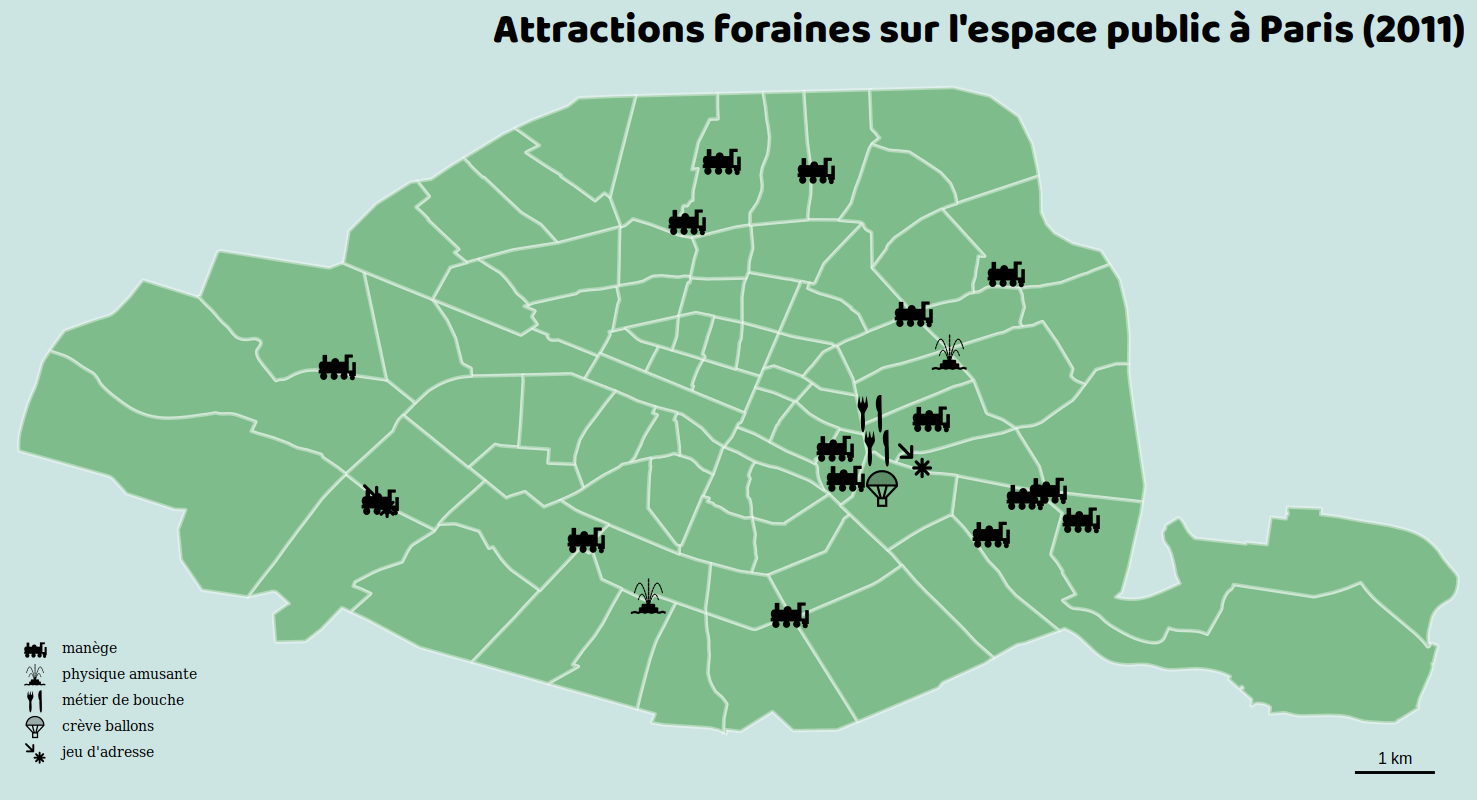 Attractions foraines sur l'espace public à Paris (2011)
manège
physique amusante
métier de bouche
crève ballons
jeu d'adresse
1 km